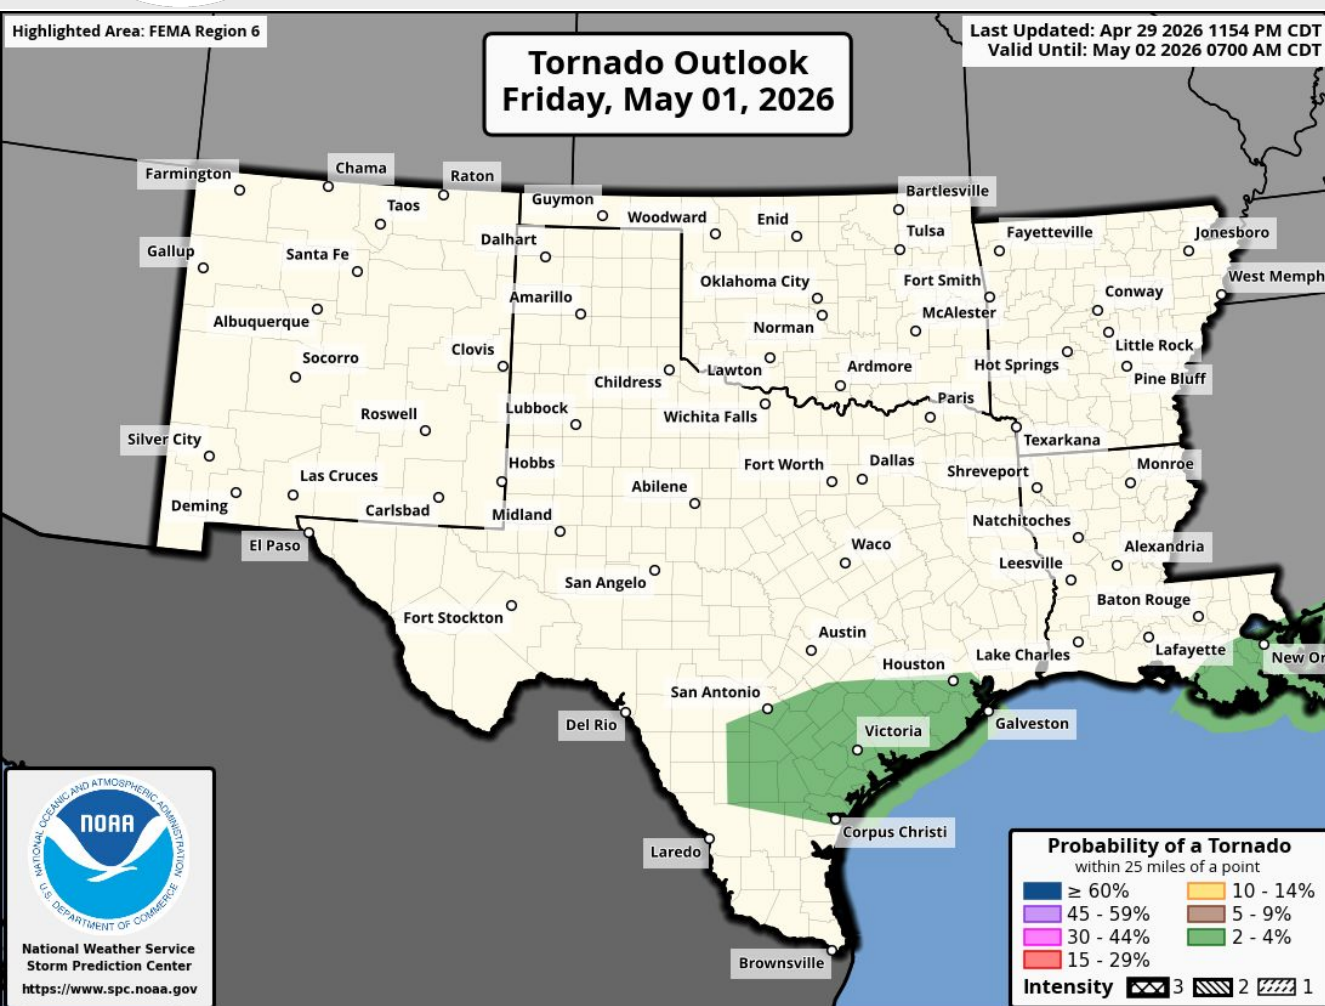 Highlighted Area: FEMA Region 6
Last Updated: Apr 29 2026 1154 PM CDT
Valid Until: May 02 2026 0700 AM CDT
Tornado Outlook
Friday, May 01, 2026
Farmington
Chama
Raton
Taos
Guymon
Woodward
Enid
Bartlesville
Tulsa
Fayetteville
Jonesboro
Gallup
Santa Fe
Dalhart
Amarillo
Oklahoma City
Fort Smith
Conway
West Memph
Albuquerque
Norman
McAlester
Little Rock
Socorro
Clovis
Childress
Lawton
Ardmore
Hot Springs
Pine Bluff
Roswell
Lubbock
Wichita Falls
Paris
Texarkana
Silver City
Las Cruces
Hobbs
Fort Worth
Dallas
Shreveport
Monroe
Deming
Carlsbad
Midland
Abilene
Natchitoches
El Paso
San Angelo
Waco
Leesville
Alexandria
Fort Stockton
Austin
Baton Rouge
Houston
Lake Charles
Lafayette
New Or
San Antonio
Del Rio
Victoria
Galveston
Laredo
Corpus Christi
Brownsville
NATIONAL OCEANIC AND ATMOSPHERIC ADMINISTRATION
NOAA
U.S. DEPARTMENT OF COMMERCE
National Weather Service
Storm Prediction Center
https://www.spc.noaa.gov
Probability of a Tornado
within 25 miles of a point
≥ 60% 10 - 14%
45 - 59% 5 - 9%
30 - 44% 2 - 4%
15 - 29%
Intensity 3 2 1